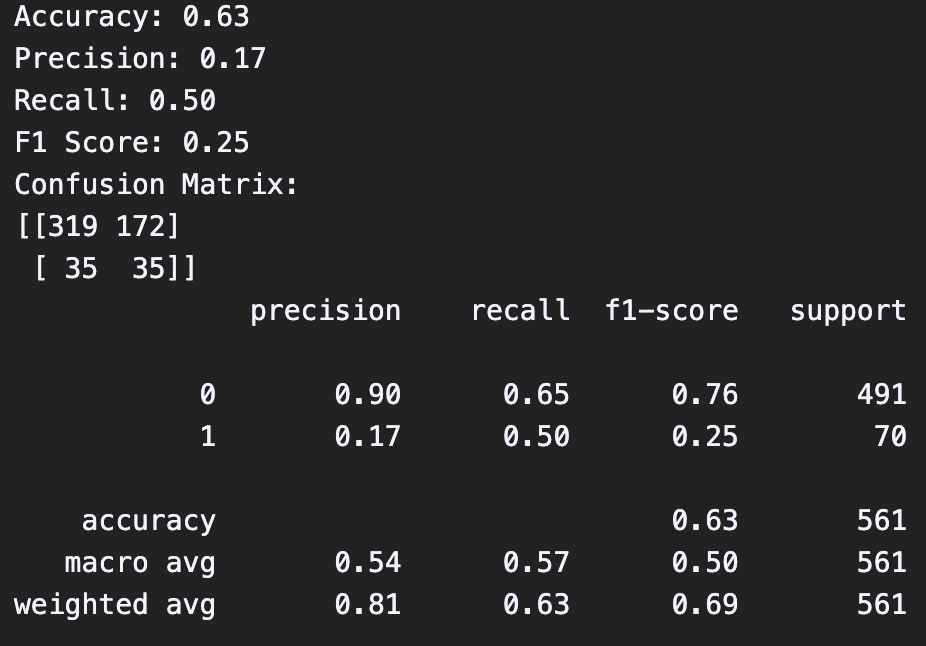 Accuracy: 0.63
Precision: 0.17
Recall: 0.50
F1 Score: 0.25
Confusion Matrix:
[[319 172]
 [ 35  35]]
              precision    recall  f1-score   support

           0       0.90      0.65      0.76       491
           1       0.17      0.50      0.25        70

    accuracy                           0.63       561
   macro avg       0.54      0.57      0.50       561
weighted avg       0.81      0.63      0.69       561